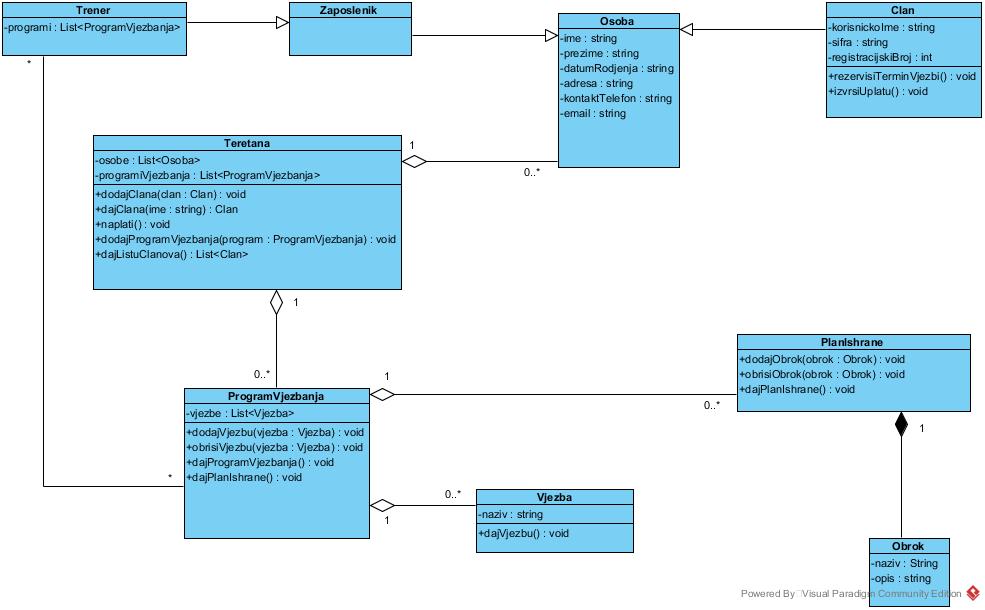 Trener
-programi : List<ProgramVjezbanja>
*
Zaposlenik
Osoba
-ime : string
-prezime : string
-datumRodjenja : string
-adresa : string
-kontaktTelefon : string
-email : string
Clan
-korisnickoIme : string
-sifra : string
-registracijskiBroj : int
+rezervisiTerminVjezbi() : void
+izvrsiUplatu() : void
Teretana
-osobe : List<Osoba>
-programiVjezbanja : List<ProgramVjezbanja>
+dodajClana(clan : Clan) : void
+dajClana(ime : string) : Clan
+naplati() : void
+dodajProgramVjezbanja(program : ProgramVjezbanja) : void
+dajListuClanova() : List<Clan>
1
0..*
1
0..*
ProgramVjezbanja
-vjezbe : List<Vjezba>
+dodajVjezbu(vjezba : Vjezba) : void
+obrisiVjezbu(vjezba : Vjezba) : void
+dajProgramVjezbanja() : void
+dajPlanIshrane() : void
*
1
0..*
PlanIshrane
+dodajObrok(obrok : Obrok) : void
+obrisiObrok(obrok : Obrok) : void
+dajPlanIshrane() : void
1
1
0..*
Vjezba
-naziv : string
+dajVjezbu() : void
Obrok
-naziv : String
-opis : string
Powered By Visual Paradigm Community Edition